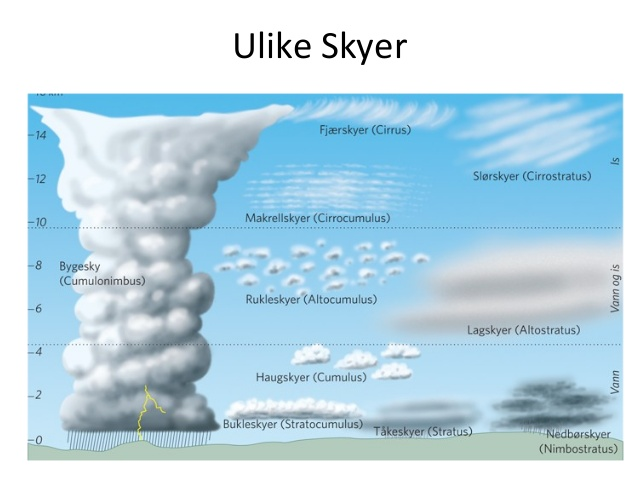 Ulike Skyer
14
12
10
8
6
4
2
0
Fjærskyer (Cirrus)
Slørskyer (Cirrostratus)
Is
Makrellskyer (Cirrocumulus)
Bygesky
(Cumulonimbus)
Rukleskyer (Altocumulus)
Vann og is
Lagskyer (Altostratus)
Haugskyer (Cumulus)
Vann
Bukleskyer (Stratocumulus)
Tåkeskyer (Stratus)
Nedbørskyer
(Nimbostratus)